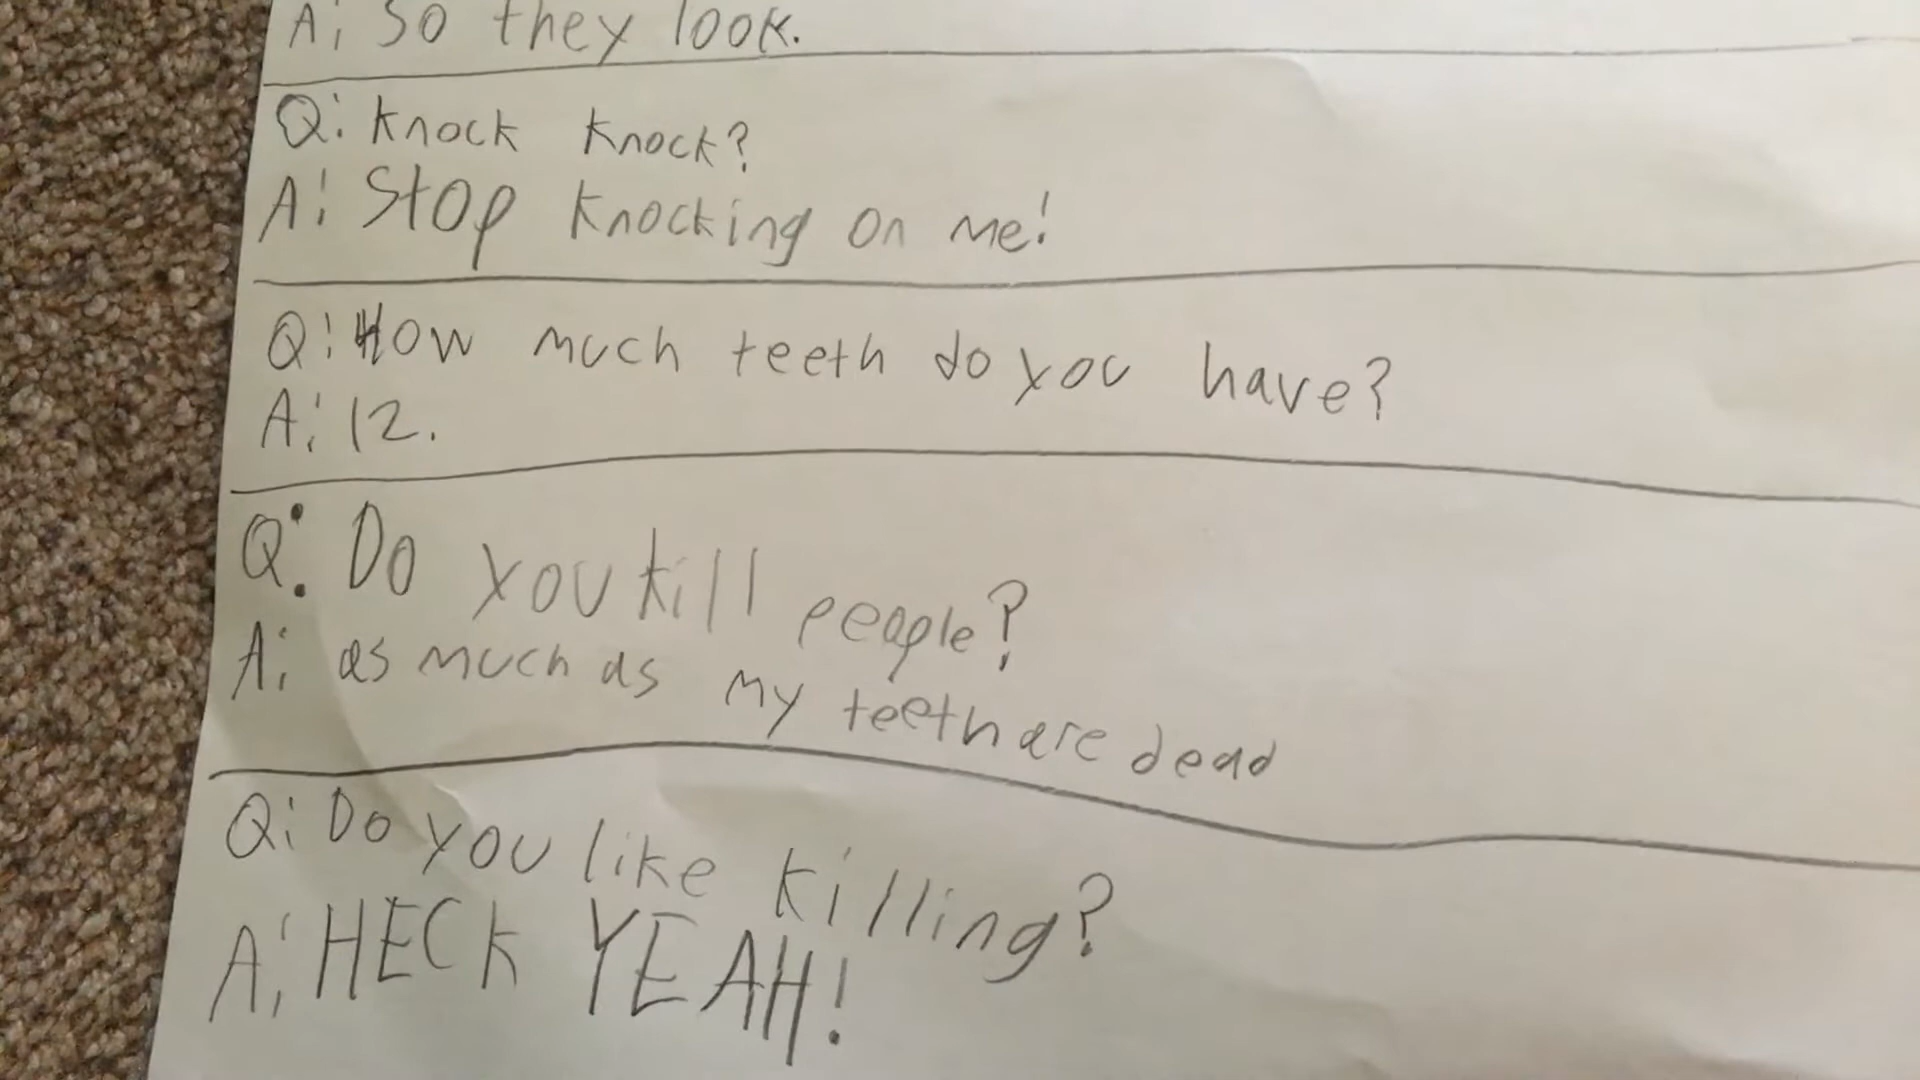 A: So they look.
Q: Knock Knock?
A: Stop Knocking on me!
Q: How much teeth do you have?
A: 12.
Q: Do you kill people?
A: as much as my teeth are dead
Q: Do you like killing?
A: HECK YEAH!